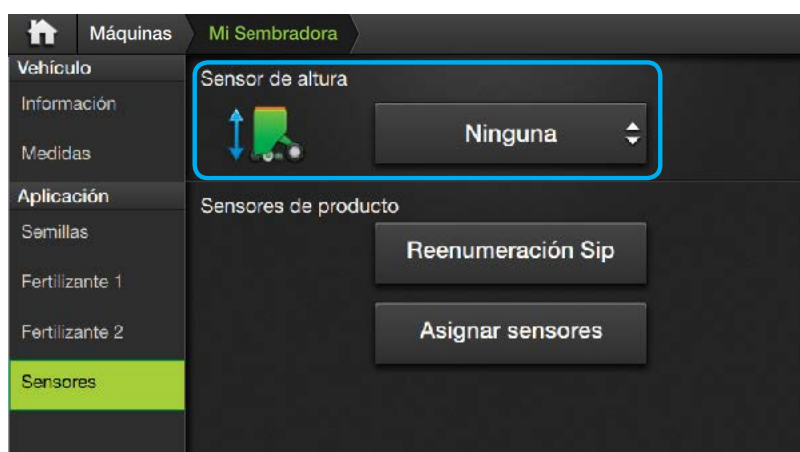 Máquinas
Mi Sembradora
Vehículo
Información
Medidas
Aplicación
Semillas
Fertilizante 1
Fertilizante 2
Sensores
Sensor de altura
Ninguna
Sensores de producto
Reenumeración Sip
Asignar sensores